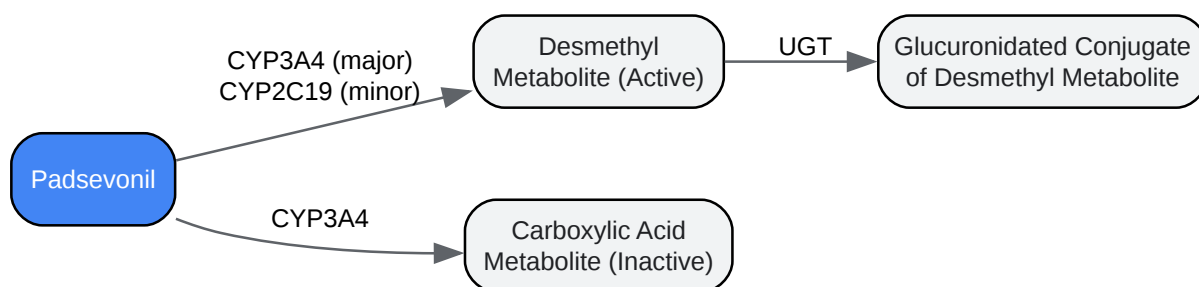 Padsevonil
CYP3A4 (major)
CYP2C19 (minor)
Desmethyl
Metabolite (Active)
UGT
Glucuronidated Conjugate
of Desmethyl Metabolite
CYP3A4
Carboxylic Acid
Metabolite (Inactive)